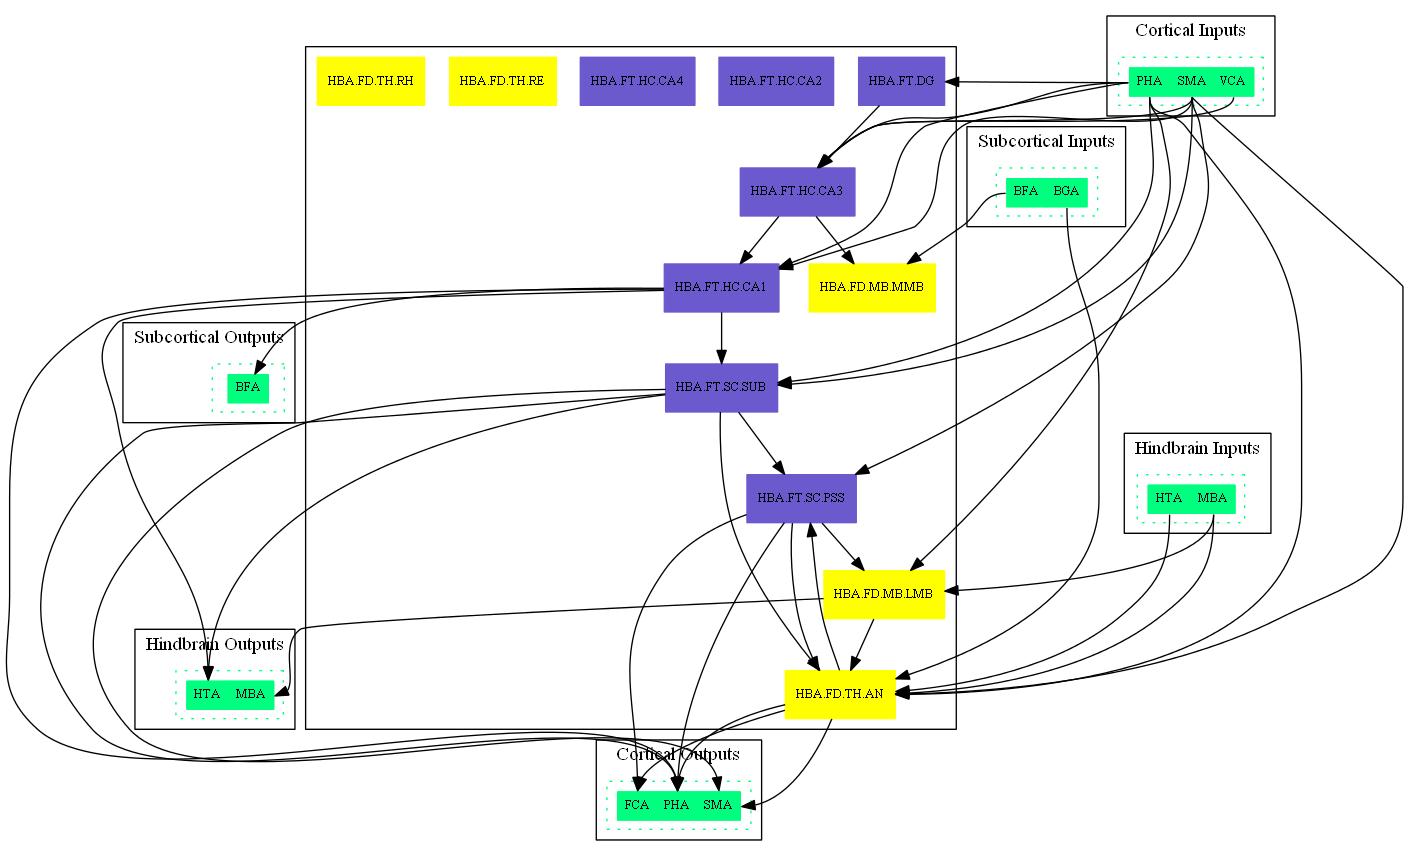 Cortical Inputs
HBA.FD.TH.RH HBA.FD.TH.RE HBA.FT.HC.CA4 HBA.FT.HC.CA2 HBA.FT.DG PHA SMA VCA
Subcortical Inputs
HBA.FT.HC.CA3 BFA BGA
HBA.FT.HC.CA1 HBA.FD.MB.MMB
Subcortical Outputs
BFA HBA.FT.SC.SUB
Hindbrain Inputs
HBA.FT.SC.PSS HTA MBA
HBA.FD.MB.LMB
Hindbrain Outputs
HTA MBA HBA.FD.TH.AN
Cortical Outputs
FCA PHA SMA